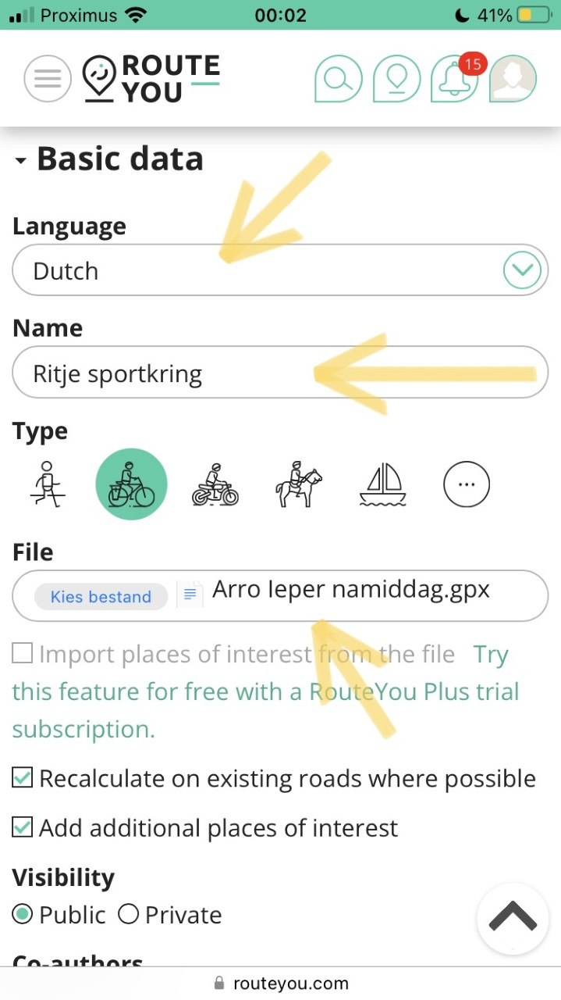 Proximus 00:02 41%
ROUTE
YOU
15
Basic data
Language
Dutch
Name
Ritje sportkring
Type
File
Kies bestand Arro Ieper namiddag.gpx
Import places of interest from the file Try
this feature for free with a RouteYou Plus trial
subscription.
Recalculate on existing roads where possible
Add additional places of interest
Visibility
Public Private
Co-authors
routeyou.com